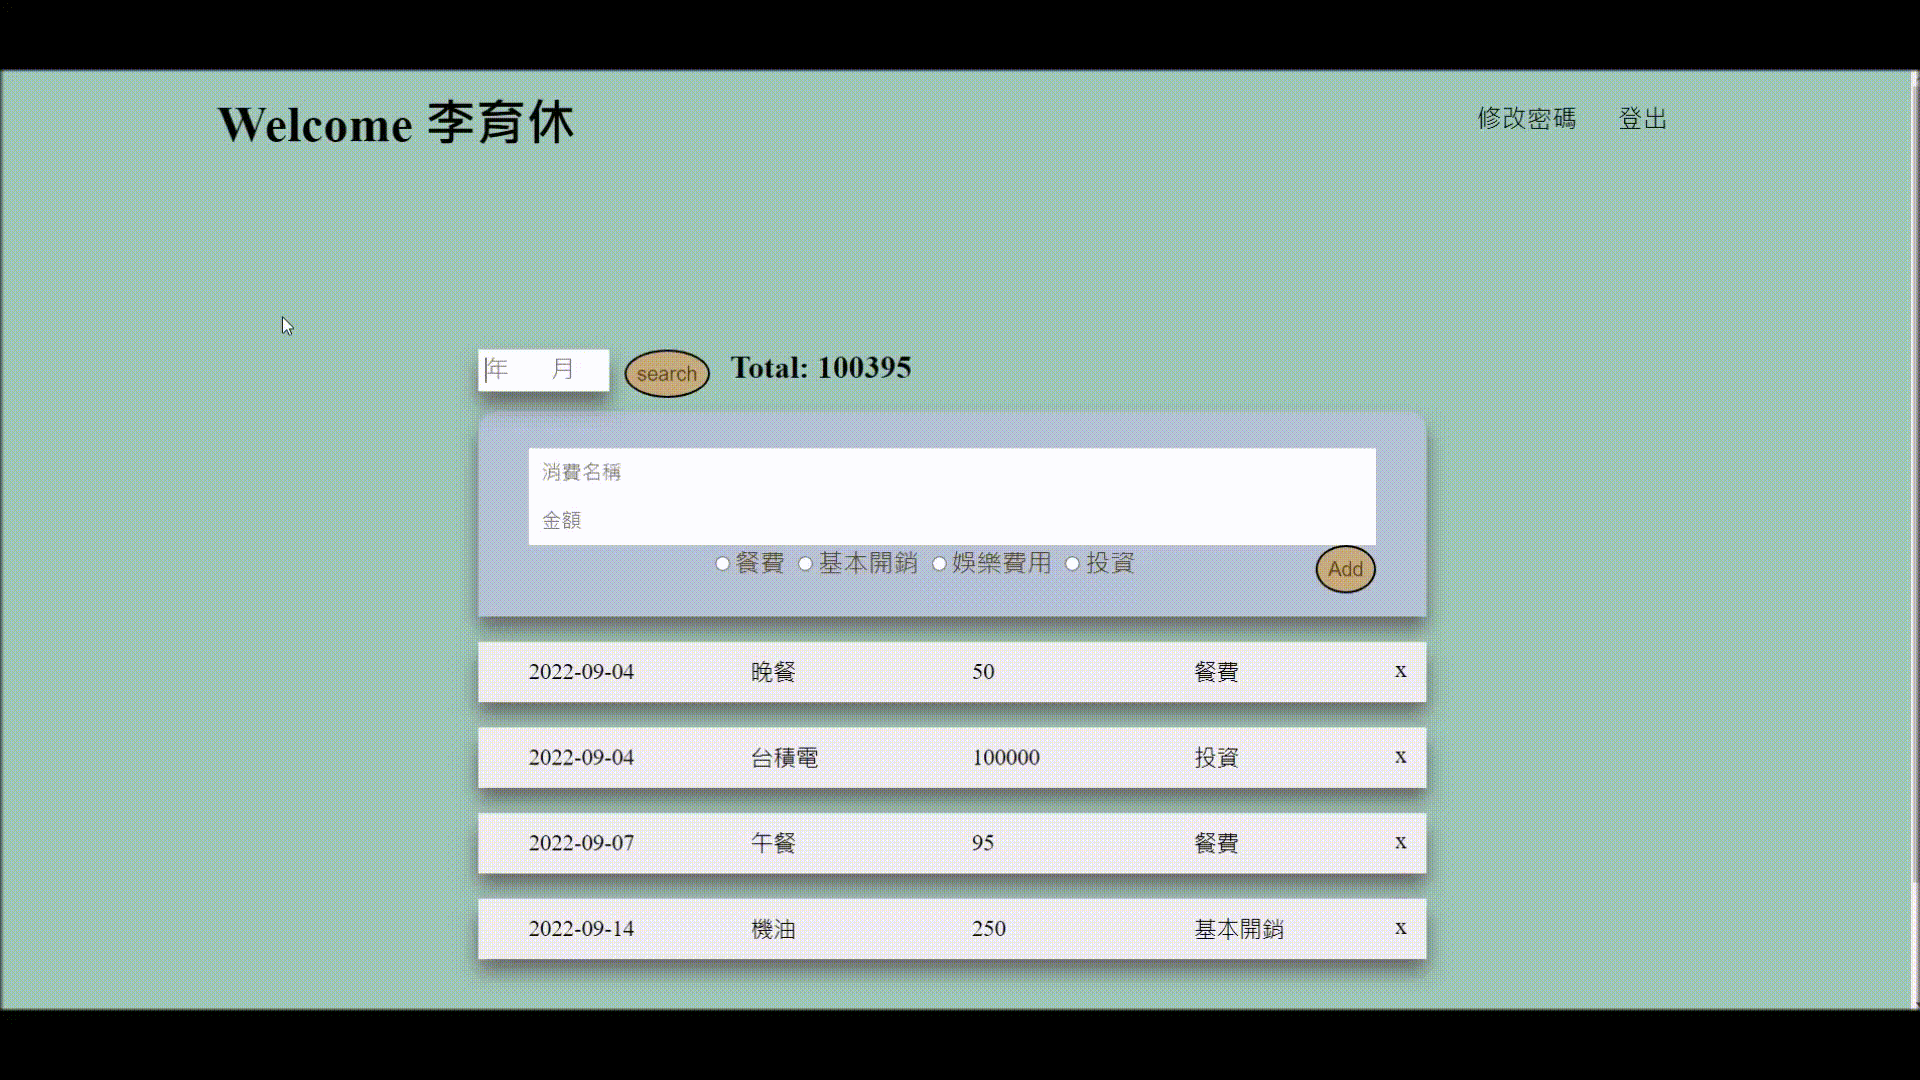 Welcome 李育休
修改密碼 登出
年 月 search Total: 100395
消費名稱
金額
餐費 基本開銷 娛樂費用 投資 Add
2022-09-04 晚餐 50 餐費 x
2022-09-04 台積電 100000 投資 x
2022-09-07 午餐 95 餐費 x
2022-09-14 機油 250 基本開銷 x